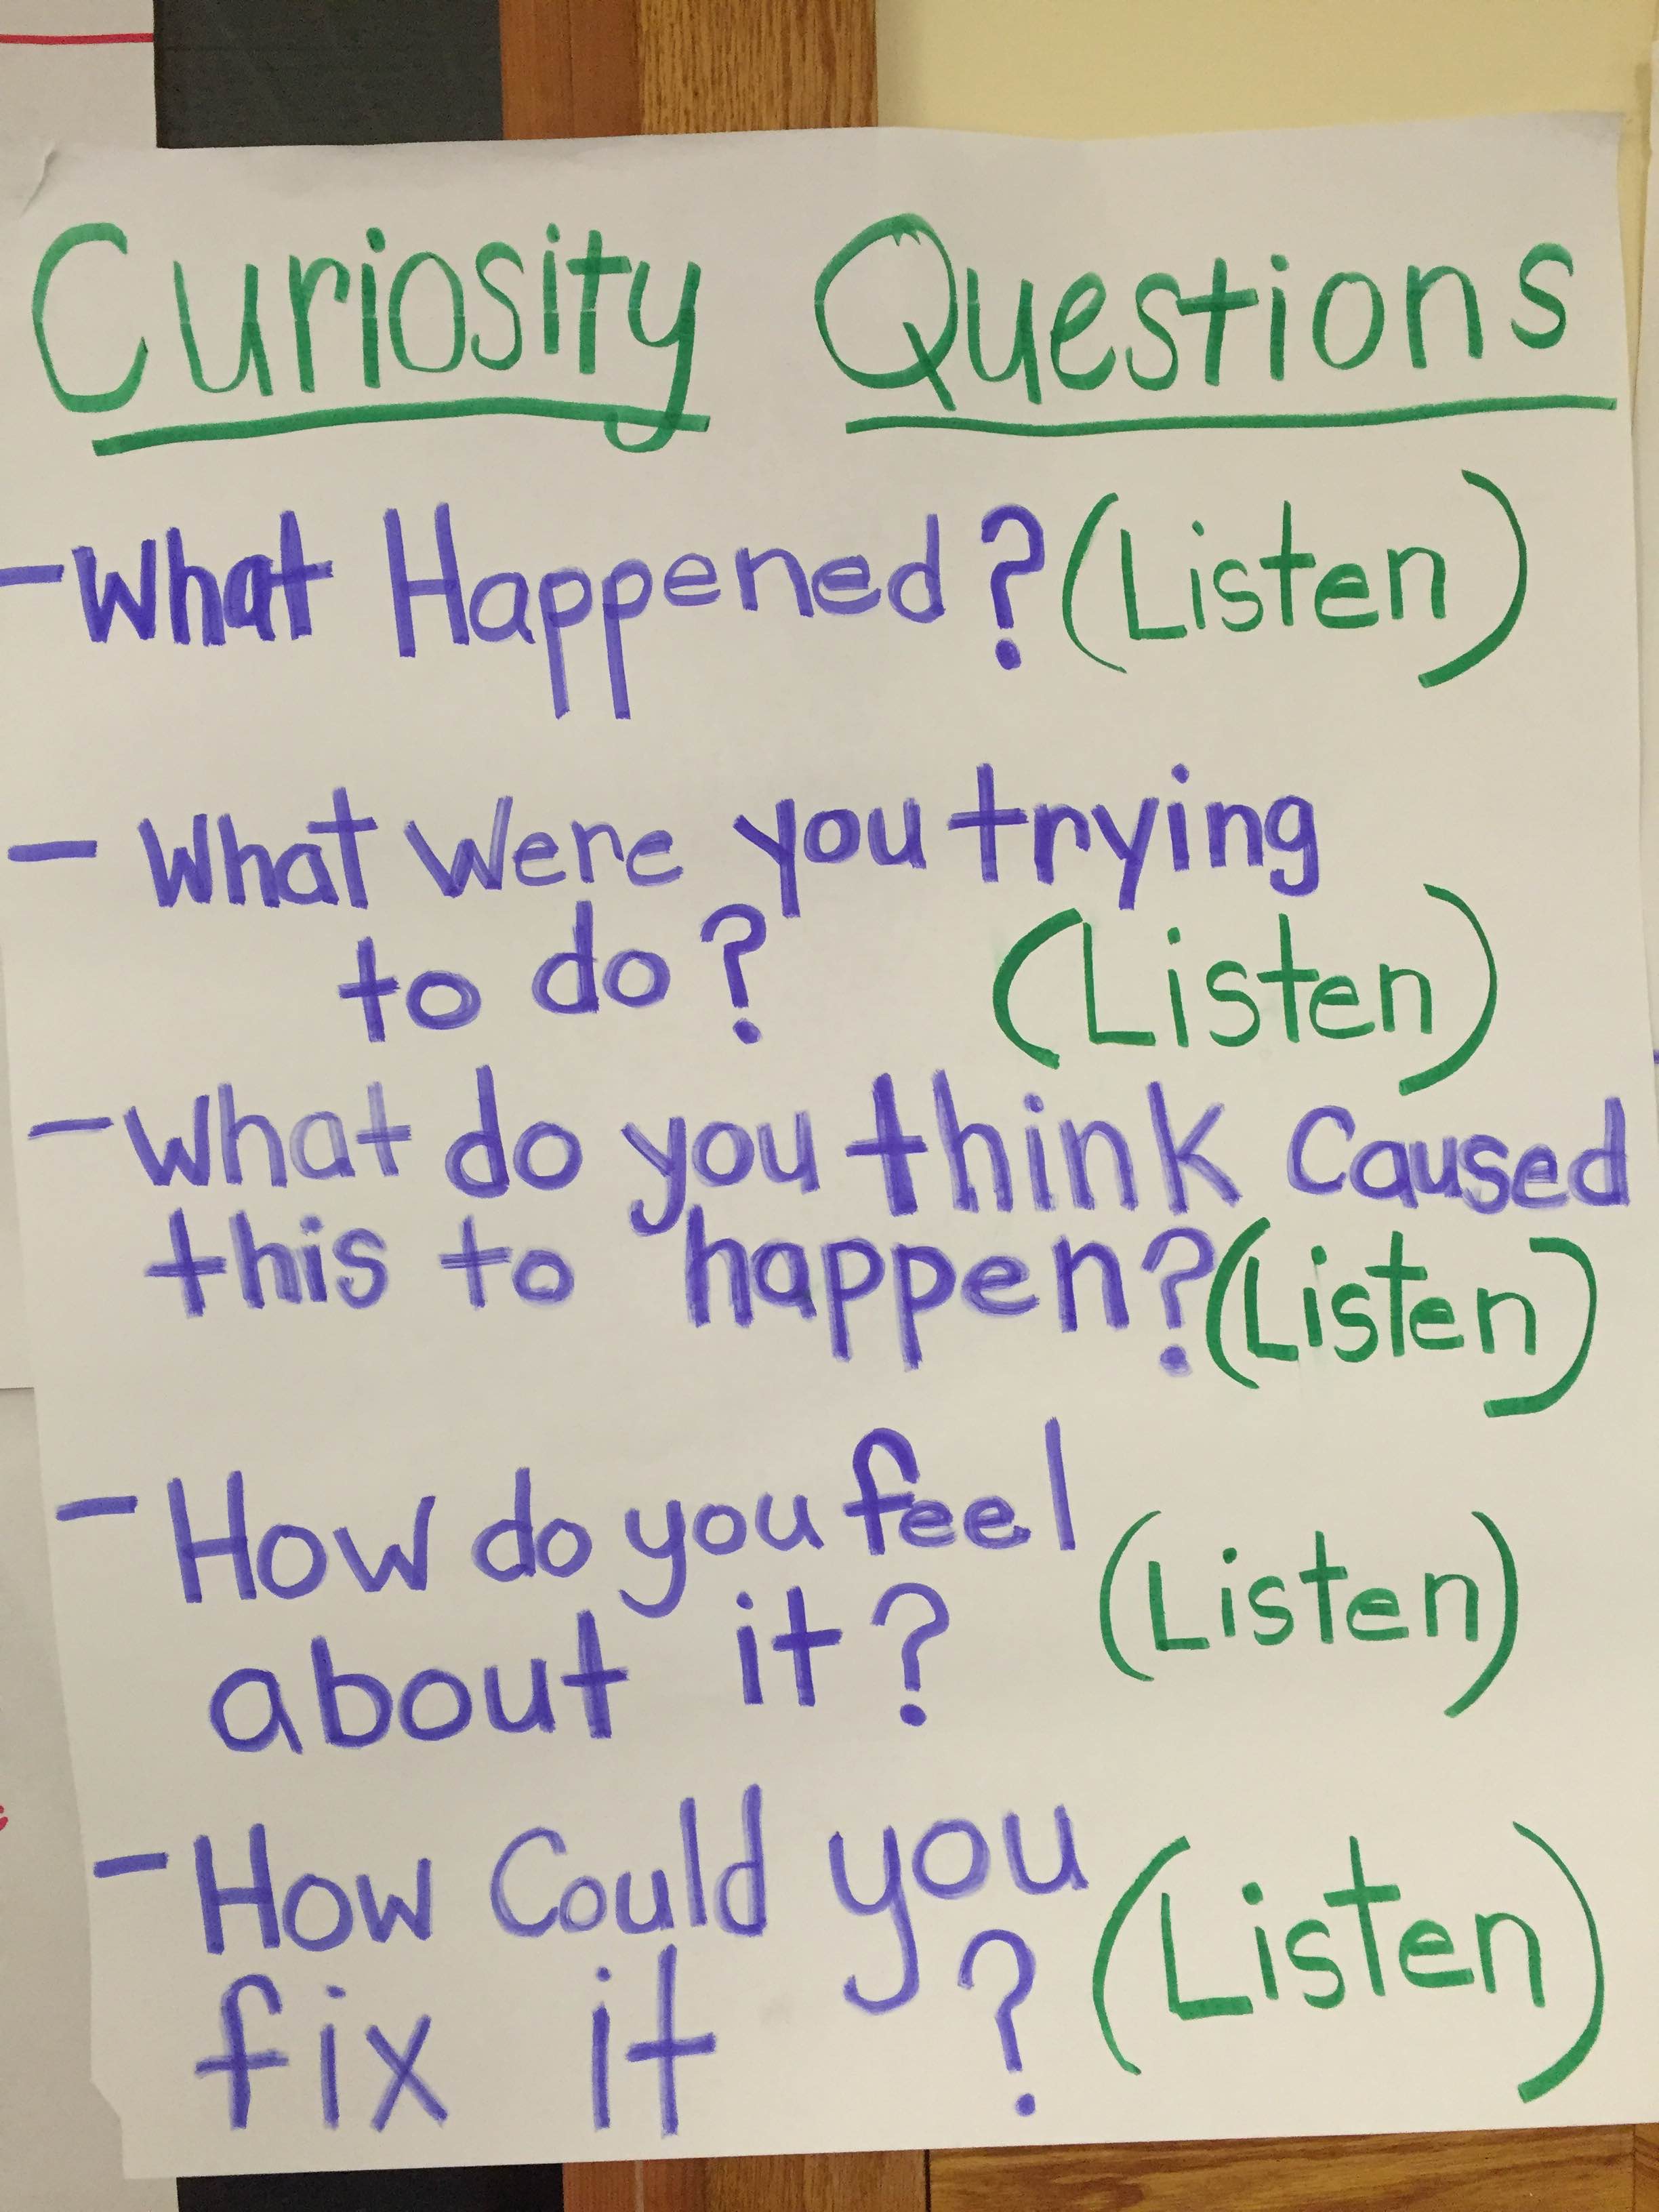 Curiosity Questions
- What Happened? (Listen)
- What were you trying
to do? (Listen)
- What do you think caused
this to happen? (Listen)
- How do you feel
about it? (Listen)
- How Could you
fix it? (Listen)